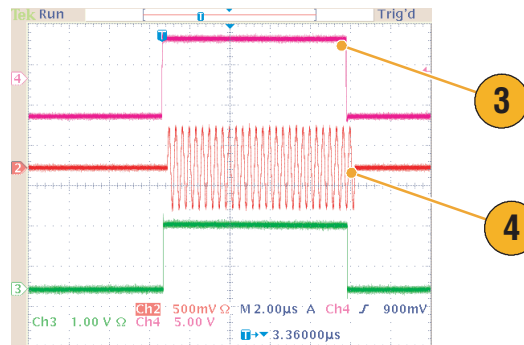 Tek Run
Trig'd
T
T
4
3
2
4
3
Ch2 500mV Ω M 2.00µs A Ch4 ʃ 900mV
Ch3 1.00 V Ω Ch4 5.00 V
T→▼ 3.36000µs